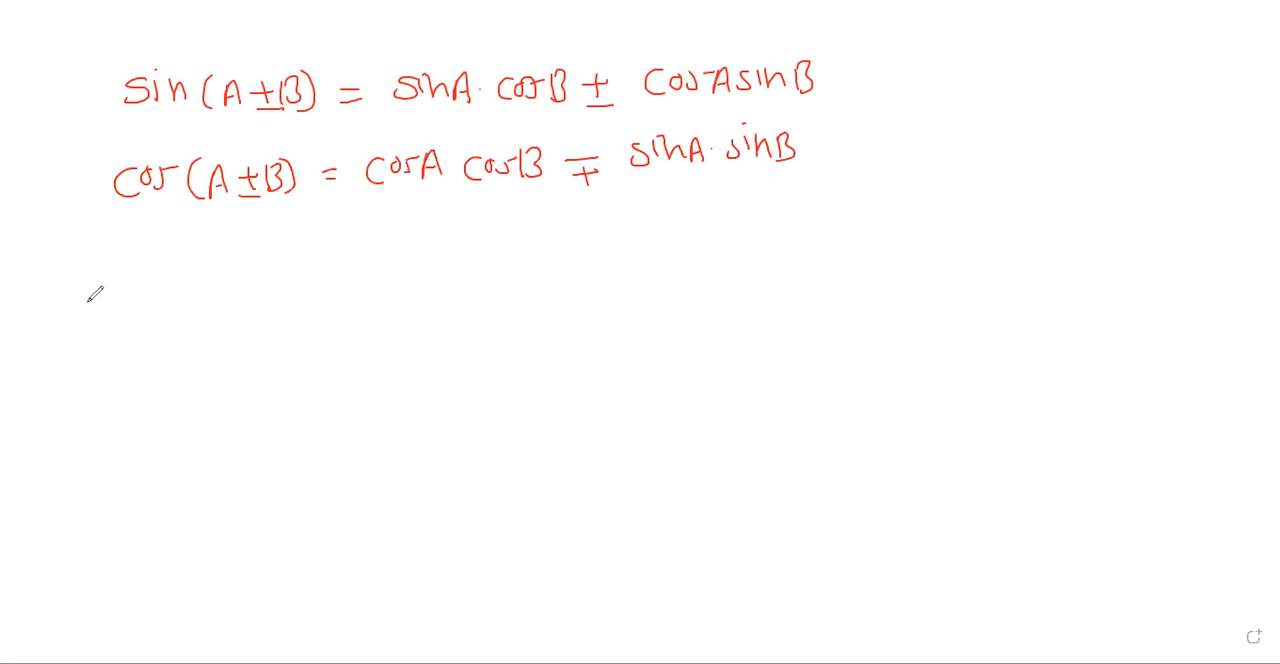 sin(A±B) = sinA·cosB ± cosAsinB
cos(A±B) = cosA cosB ∓ sinA·sinB